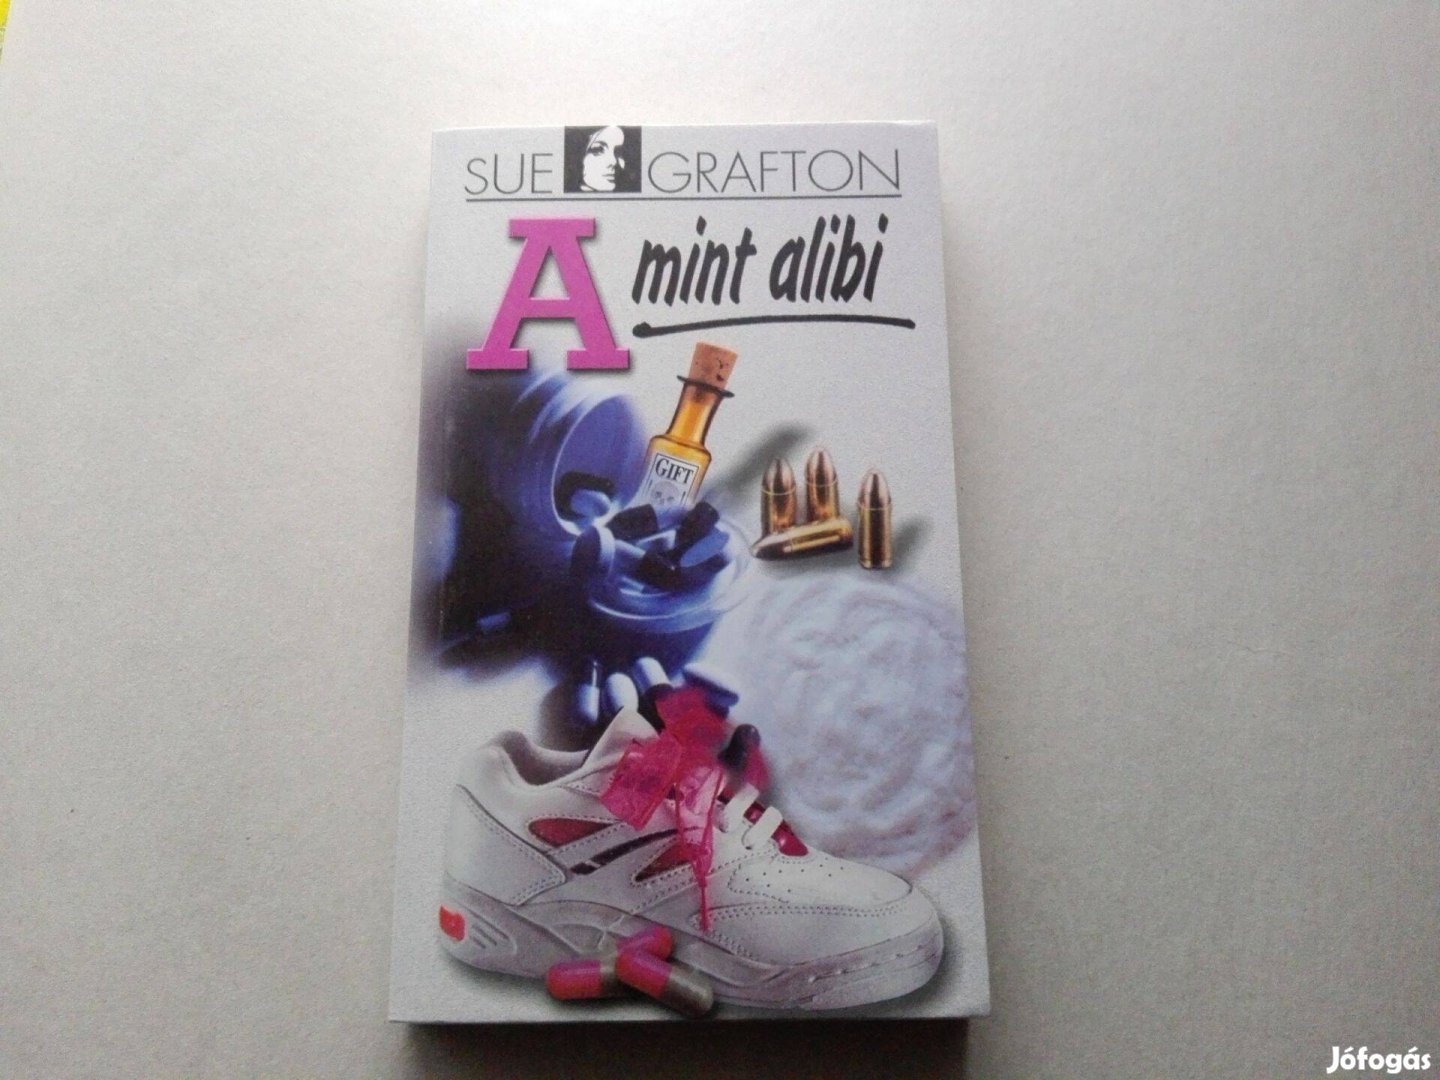 SUE GRAFTON
A mint alibi
GIFT
Jófogás